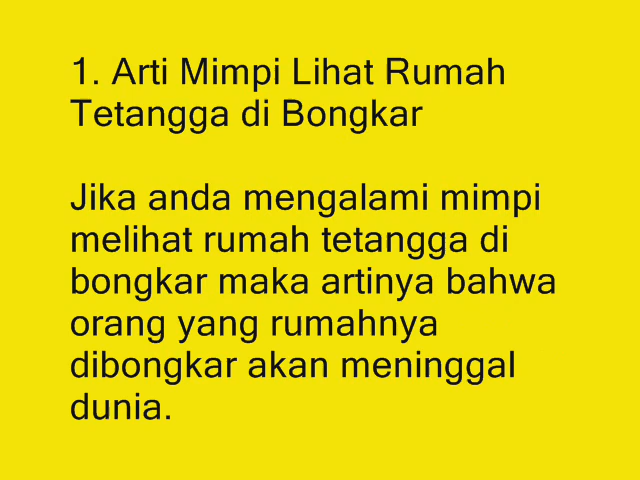 1. Arti Mimpi Lihat Rumah
Tetangga di Bongkar
Jika anda mengalami mimpi
melihat rumah tetangga di
bongkar maka artinya bahwa
orang yang rumahnya
dibongkar akan meninggal
dunia.